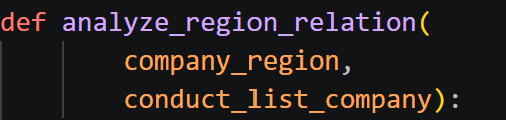 def analyze_region_relation(
company_region,
conduct_list_company):